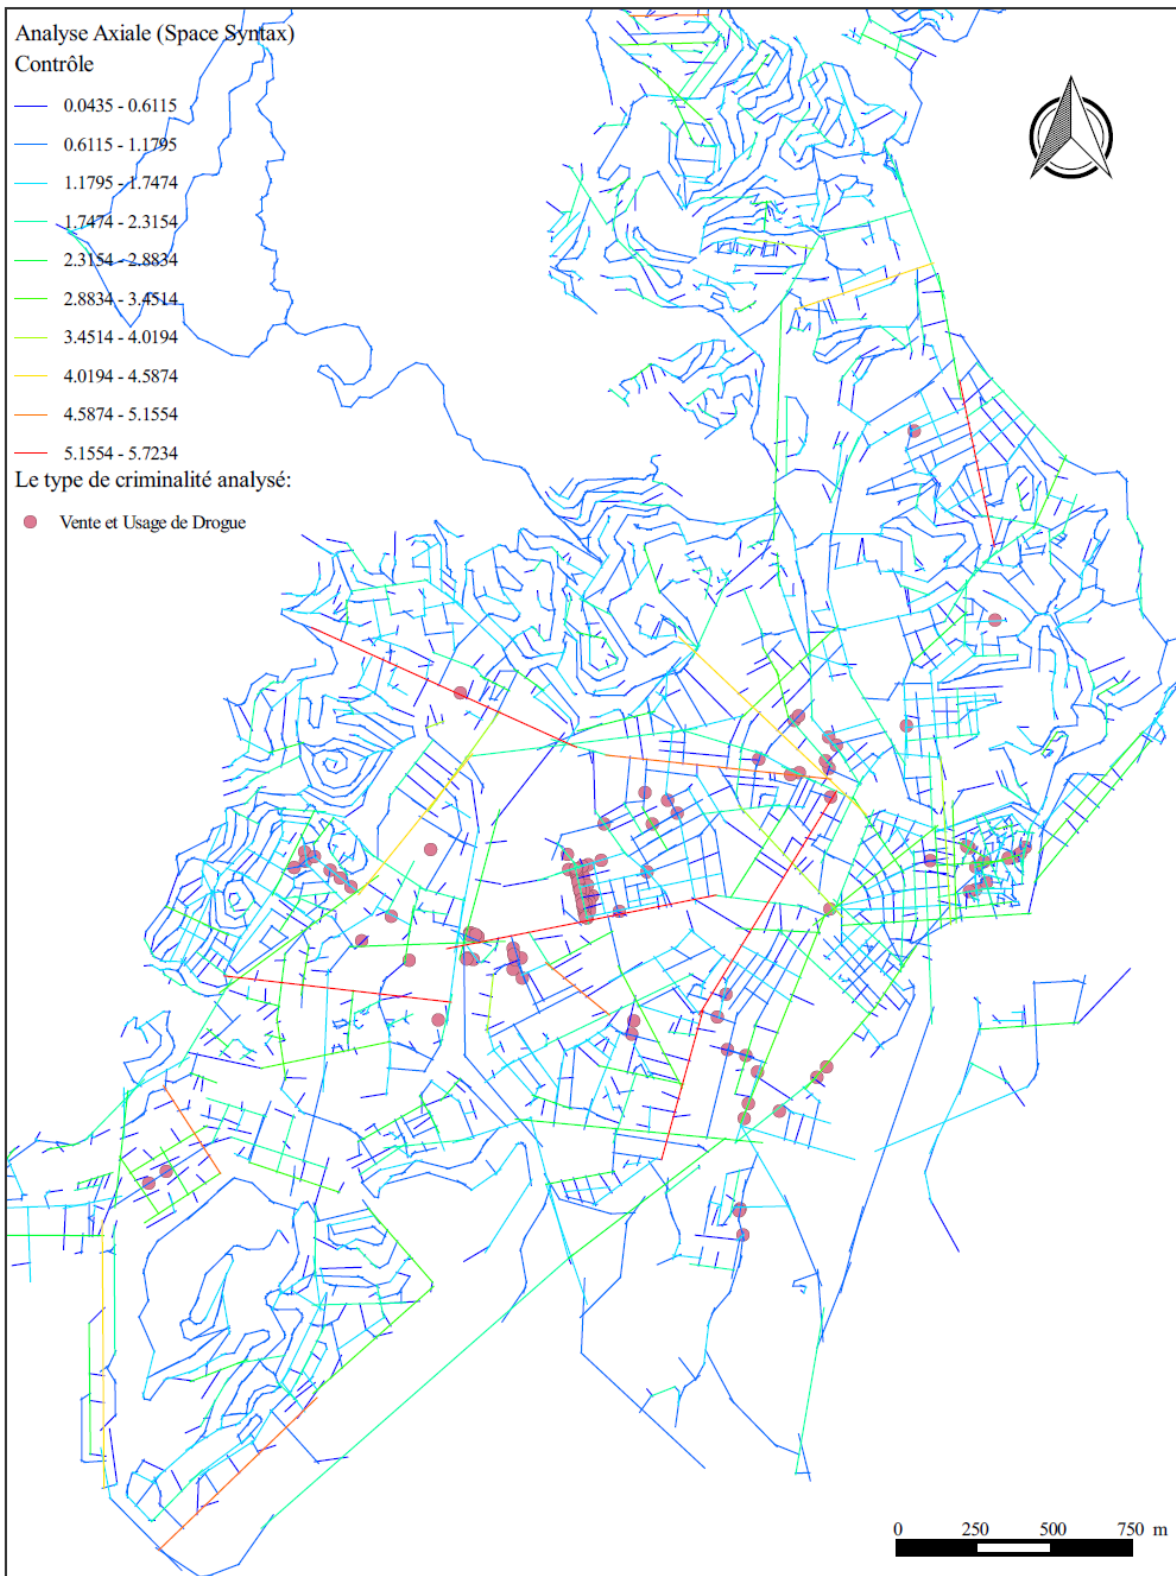 Analyse Axiale (Space Syntax)
Contrôle
0.0435 - 0.6115
0.6115 - 1.1795
1.1795 - 1.7474
1.7474 - 2.3154
2.3154 - 2.8834
2.8834 - 3.4514
3.4514 - 4.0194
4.0194 - 4.5874
4.5874 - 5.1554
5.1554 - 5.7234
Le type de criminalité analysé:
Vente et Usage de Drogue
0 250 500 750 m